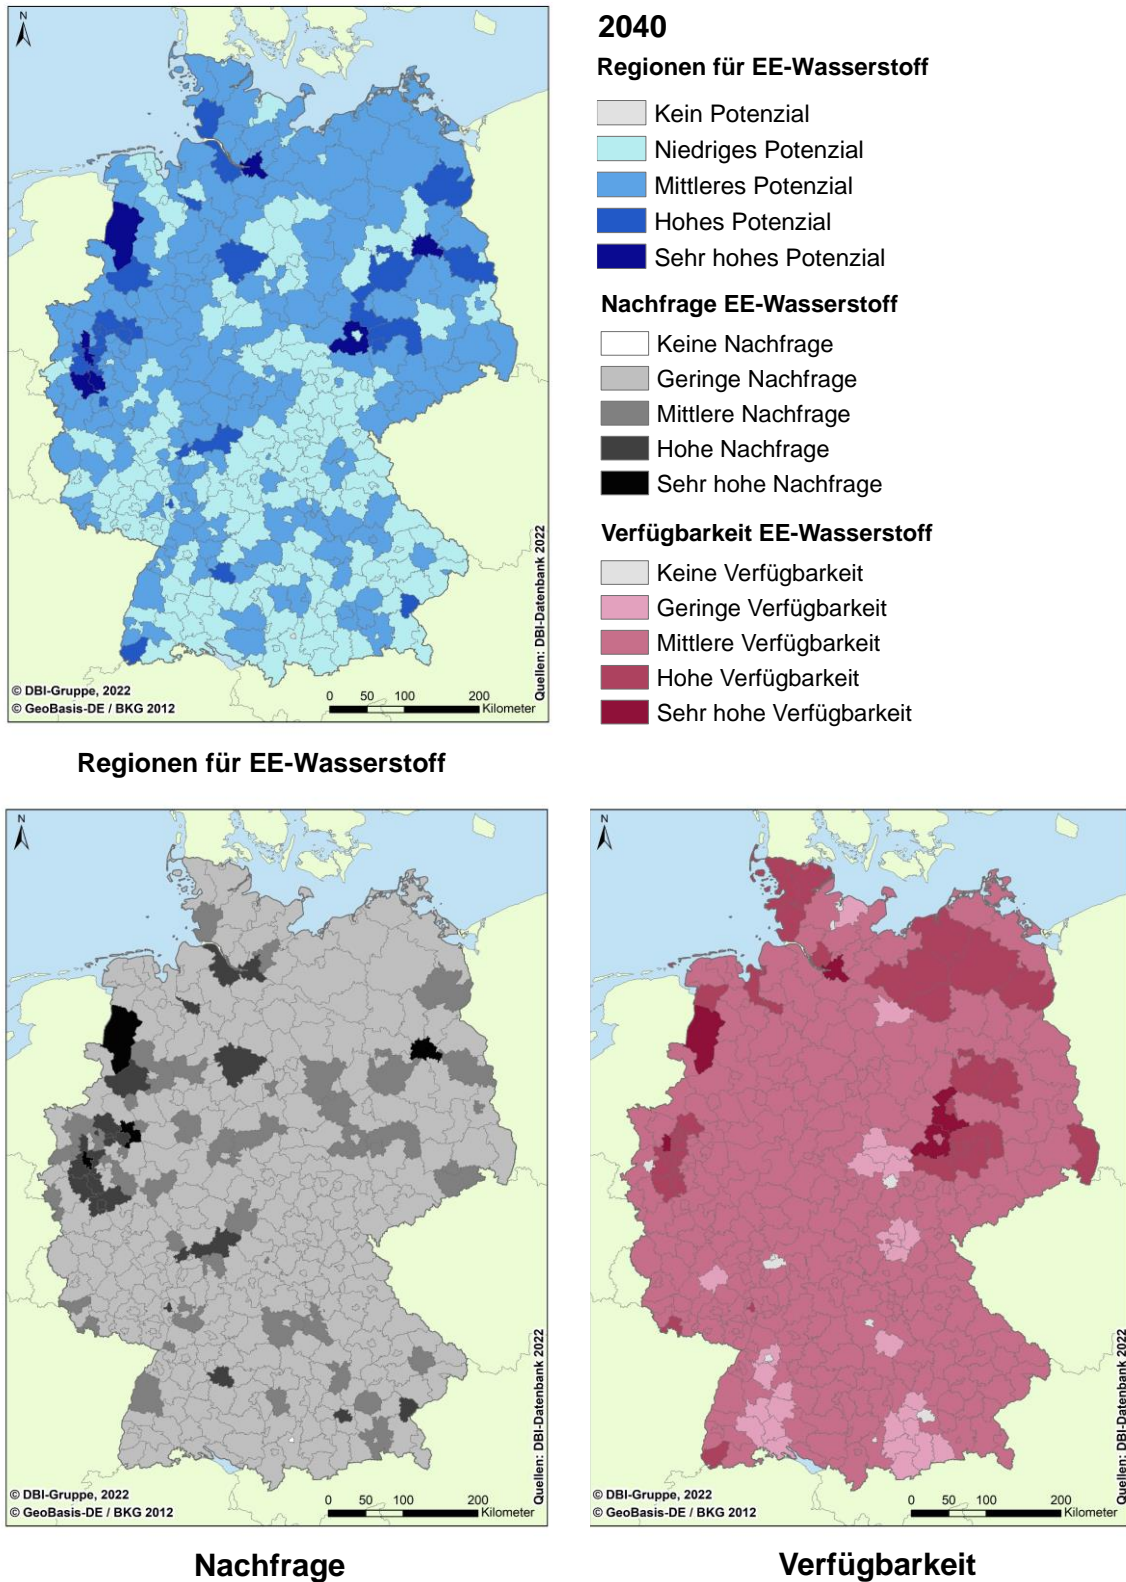 N
© DBI-Gruppe, 2022
© GeoBasis-DE / BKG 2012
0 50 100 200
Kilometer
Quellen: DBI-Datenbank 2022
Regionen für EE-Wasserstoff
2040
Regionen für EE-Wasserstoff
Kein Potenzial
Niedriges Potenzial
Mittleres Potenzial
Hohes Potenzial
Sehr hohes Potenzial
Nachfrage EE-Wasserstoff
Keine Nachfrage
Geringe Nachfrage
Mittlere Nachfrage
Hohe Nachfrage
Sehr hohe Nachfrage
Verfügbarkeit EE-Wasserstoff
Keine Verfügbarkeit
Geringe Verfügbarkeit
Mittlere Verfügbarkeit
Hohe Verfügbarkeit
Sehr hohe Verfügbarkeit
N
© DBI-Gruppe, 2022
© GeoBasis-DE / BKG 2012
0 50 100 200
Kilometer
Quellen: DBI-Datenbank 2022
Nachfrage
N
© DBI-Gruppe, 2022
© GeoBasis-DE / BKG 2012
0 50 100 200
Kilometer
Quellen: DBI-Datenbank 2022
Verfügbarkeit